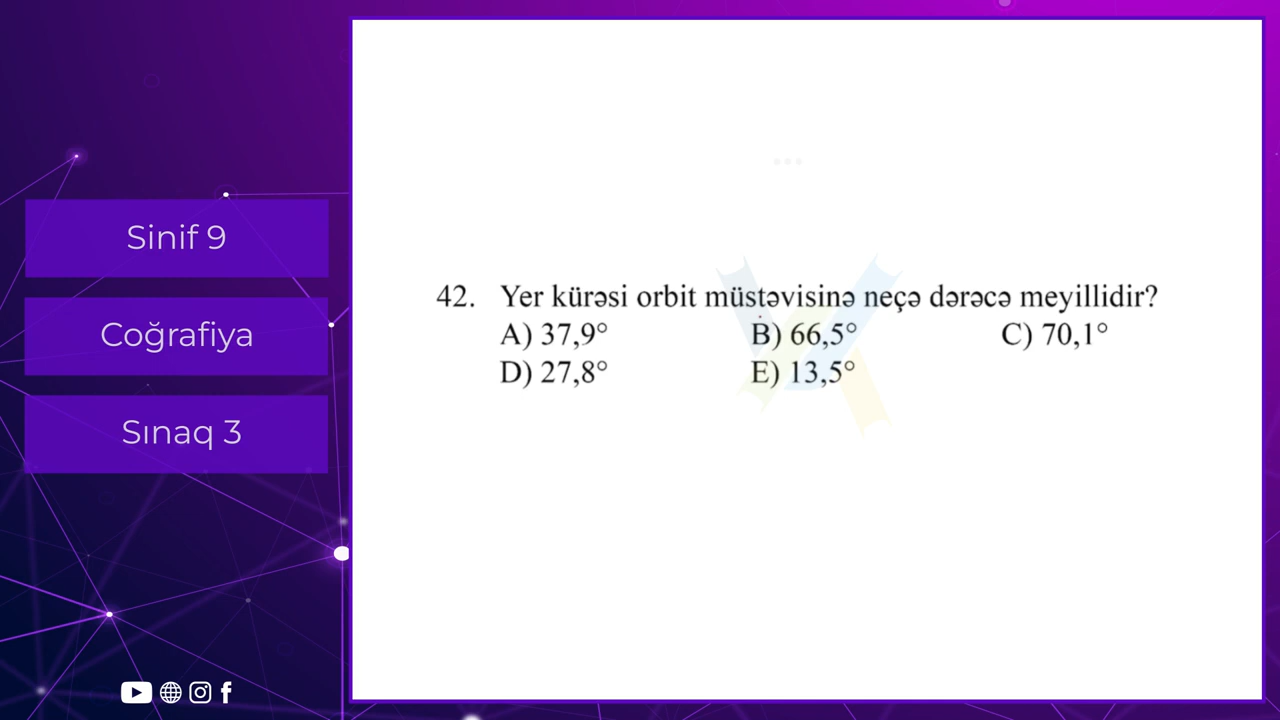 Sinif 9
Coğrafiya
Sınaq 3
42. Yer kürəsi orbit müstəvisinə neçə dərəcə meyillidir?
A) 37,9° B) 66,5° C) 70,1°
D) 27,8° E) 13,5°